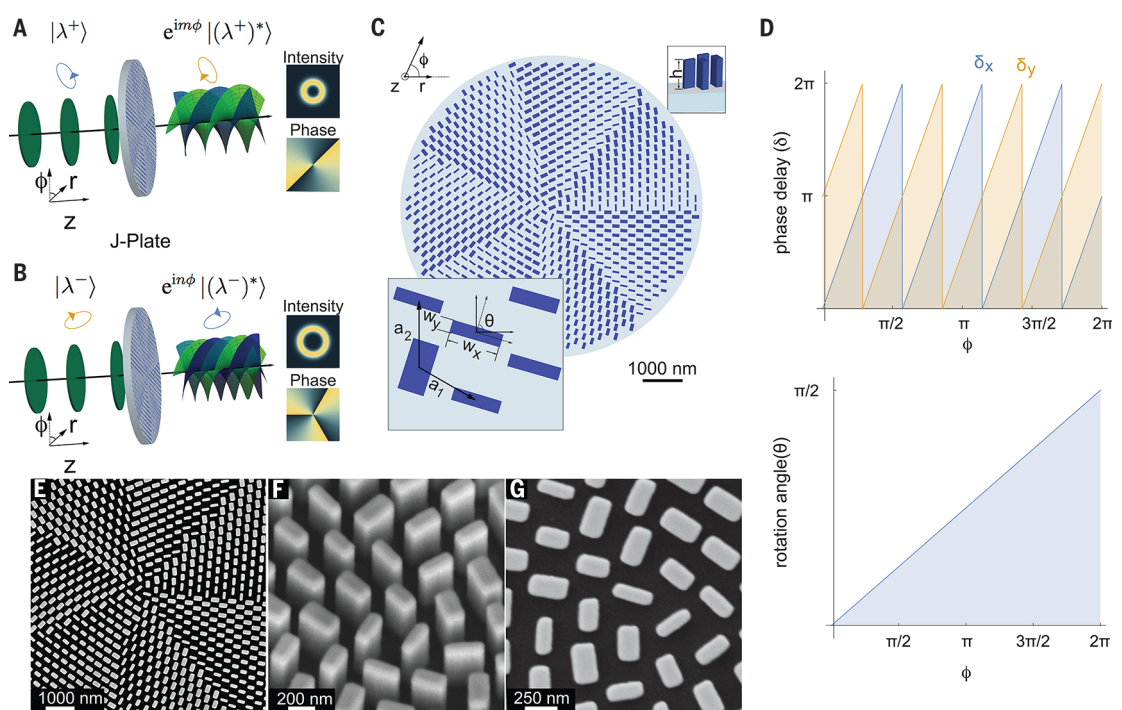 A
|λ⁺⟩
e^{imϕ} |(λ⁺)*⟩
Intensity
Phase
ϕ
r
z
J-Plate
B
|λ⁻⟩
e^{inϕ} |(λ⁻)*⟩
Intensity
Phase
ϕ
r
z
C
ϕ
z
r
h
θ
w_y
a_2
w_x
a_1
1000 nm
D
δ_x
δ_y
2π
π
phase delay (δ)
π/2
π
3π/2
2π
ϕ
π/2
rotation angle(θ)
π/2
π
3π/2
2π
ϕ
E
1000 nm
F
200 nm
G
250 nm